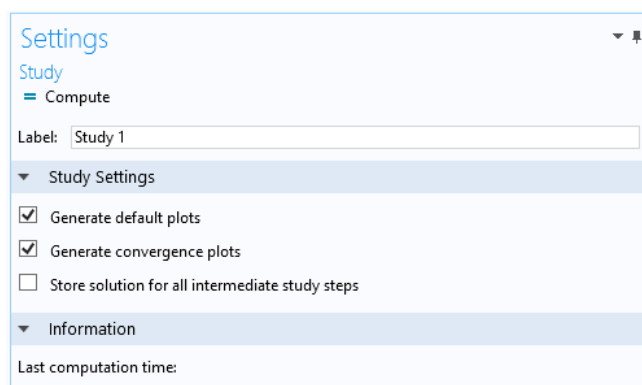 Settings
Study
= Compute
Label: Study 1
Study Settings
Generate default plots
Generate convergence plots
Store solution for all intermediate study steps
Information
Last computation time: